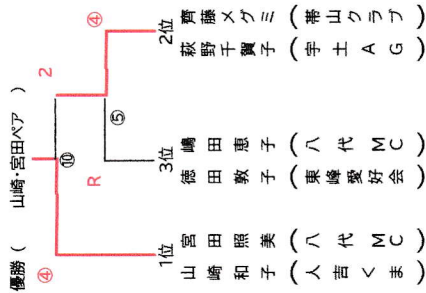 優勝 ( 山崎・宮田ペア )
④ 2
⑩
④
R ⑤
1位 3位 2位
山崎和子 (人吉くま)
宮田照美 (八代MC)
徳田敦子 (東峰愛好会)
嶋田恵子 (八代MC)
萩野千賀子 (宇土AG)
齊藤メグミ (帯山クラブ)